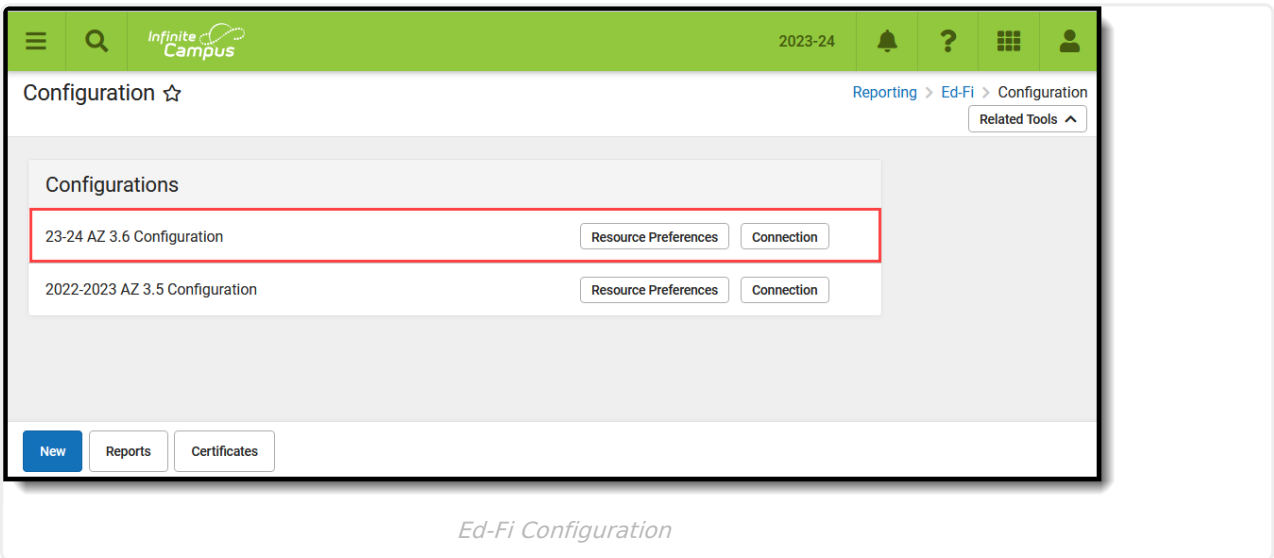 Infinite
Campus
2023-24
?
Configuration
Reporting > Ed-Fi > Configuration
Related Tools
Configurations
23-24 AZ 3.6 Configuration Resource Preferences Connection
2022-2023 AZ 3.5 Configuration Resource Preferences Connection
New Reports Certificates
Ed-Fi Configuration